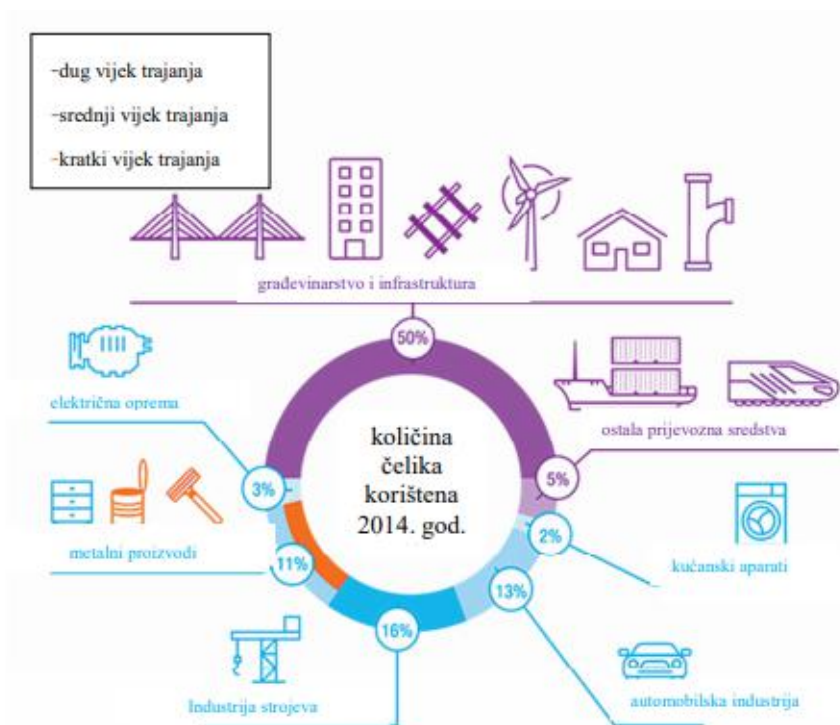 -dug vijek trajanja
-srednji vijek trajanja
-kratki vijek trajanja
građevinarstvo i infrastruktura
50%
električna oprema
ostala prijevozna sredstva
količina
čelika
korištena
2014. god.
3%
5%
metalni proizvodi
11%
2%
kućanski aparati
13%
16%
Industrija strojeva
automobilska industrija